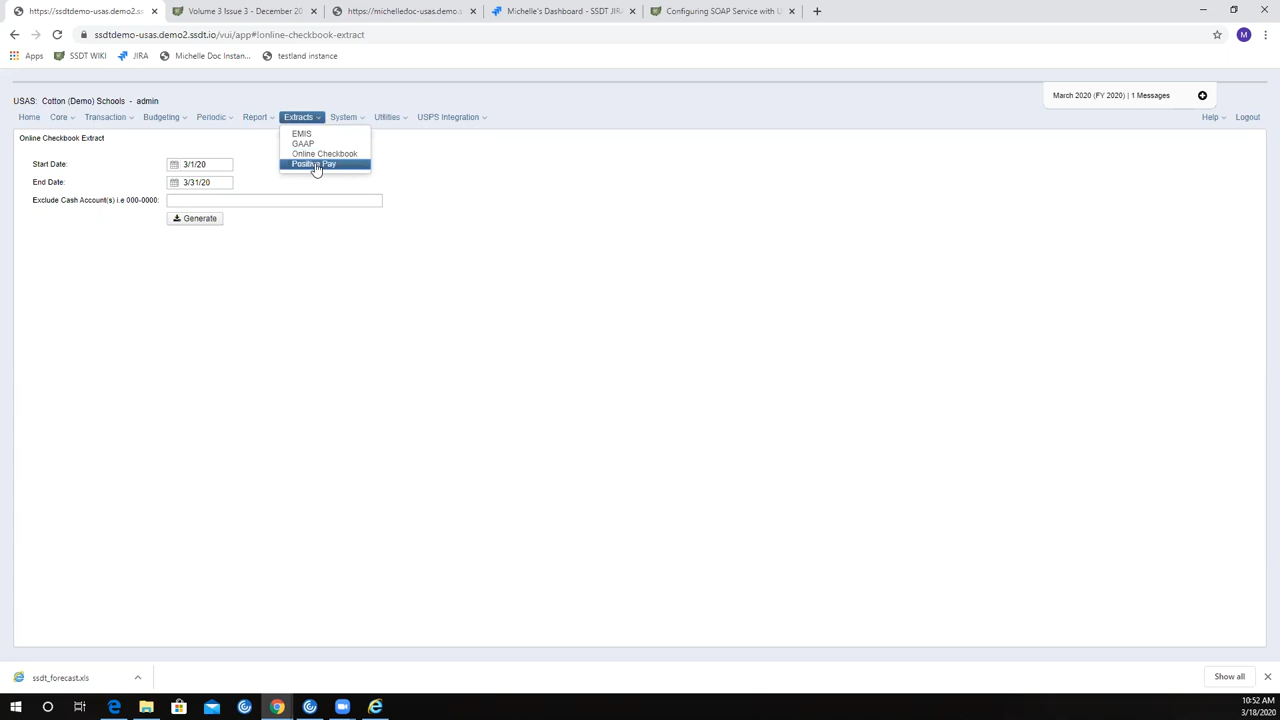 https://ssdtdemo-usas.demo2.ss
Volume 3 Issue 3 – December 20
https://michelledoc-usas.demo.s
Michelle's Dashboard - SSDT JIRA
Configuring SOAP Service with U
ssdtdemo-usas.demo2.ssdt.io/vui/app#!online-checkbook-extract
M
Apps
SSDT WIKI
JIRA
Michelle Doc Instan...
testland instance
USAS: Cotton (Demo) Schools - admin
March 2020 (FY 2020) | 1 Messages
Home Core Transaction Budgeting Periodic Report Extracts System Utilities USPS Integration Help Logout
EMIS
GAAP
Online Checkbook
Positive Pay
Online Checkbook Extract
Start Date: 3/1/20
End Date: 3/31/20
Exclude Cash Account(s) i.e 000-0000:
Generate
ssdt_forecast.xls
Show all
10:52 AM
3/18/2020